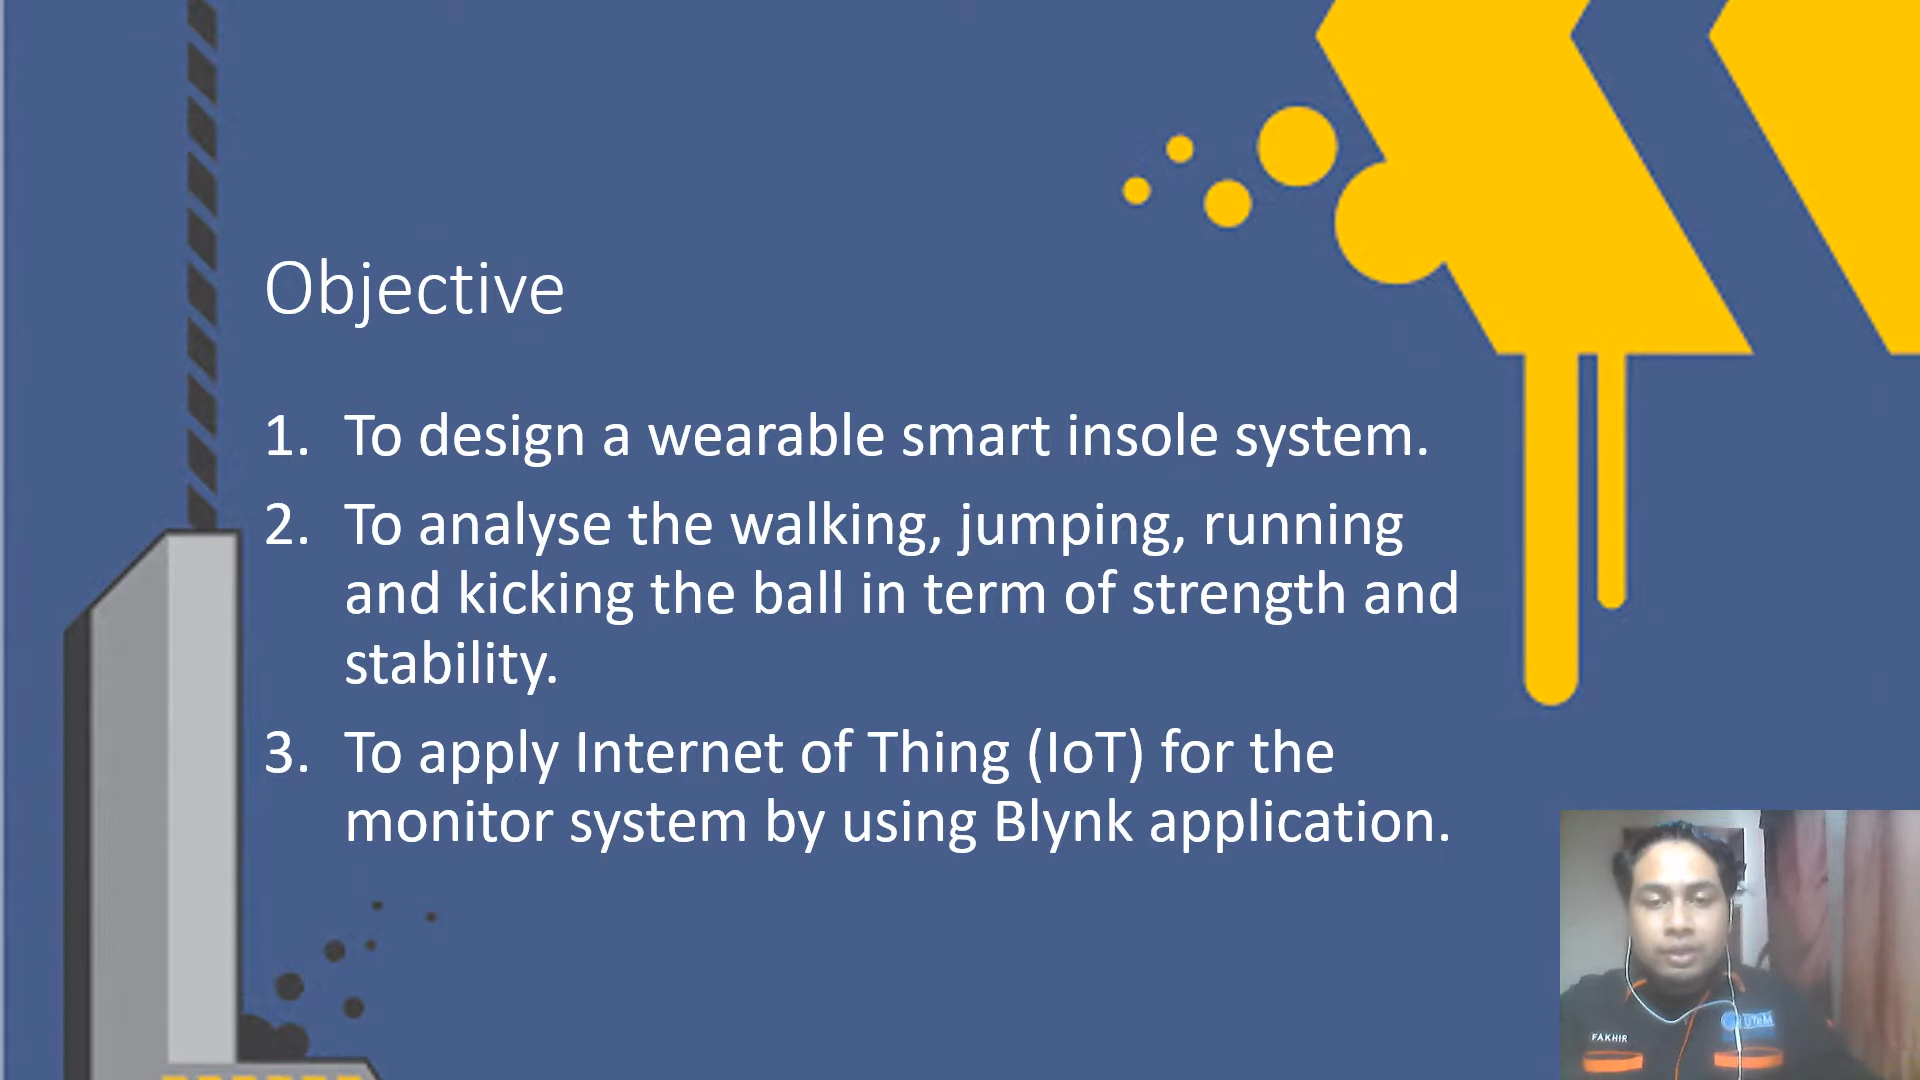 Objective
1. To design a wearable smart insole system.
2. To analyse the walking, jumping, running
and kicking the ball in term of strength and
stability.
3. To apply Internet of Thing (IoT) for the
monitor system by using Blynk application.
FAKHIR
UTeM